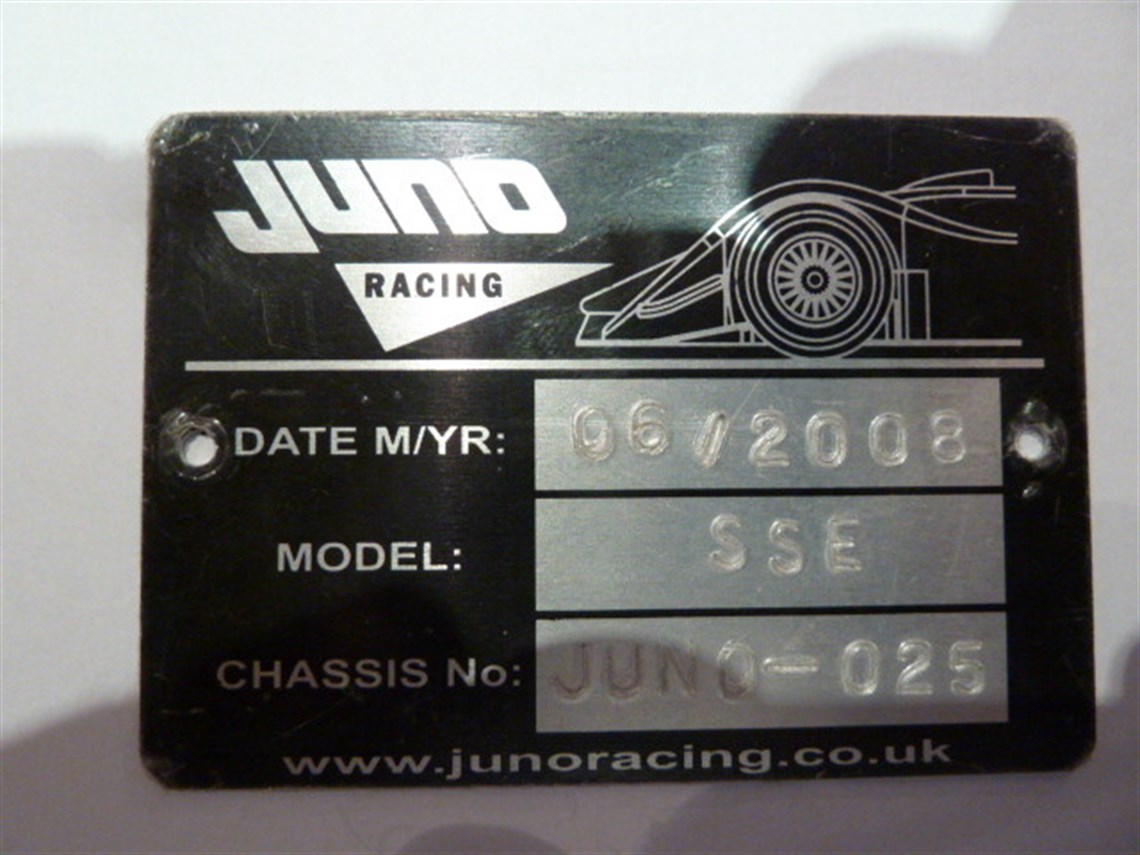 JUNO
RACING
DATE M/YR: 06/2008
MODEL: SSE
CHASSIS No: JUNO-025
www.junoracing.co.uk